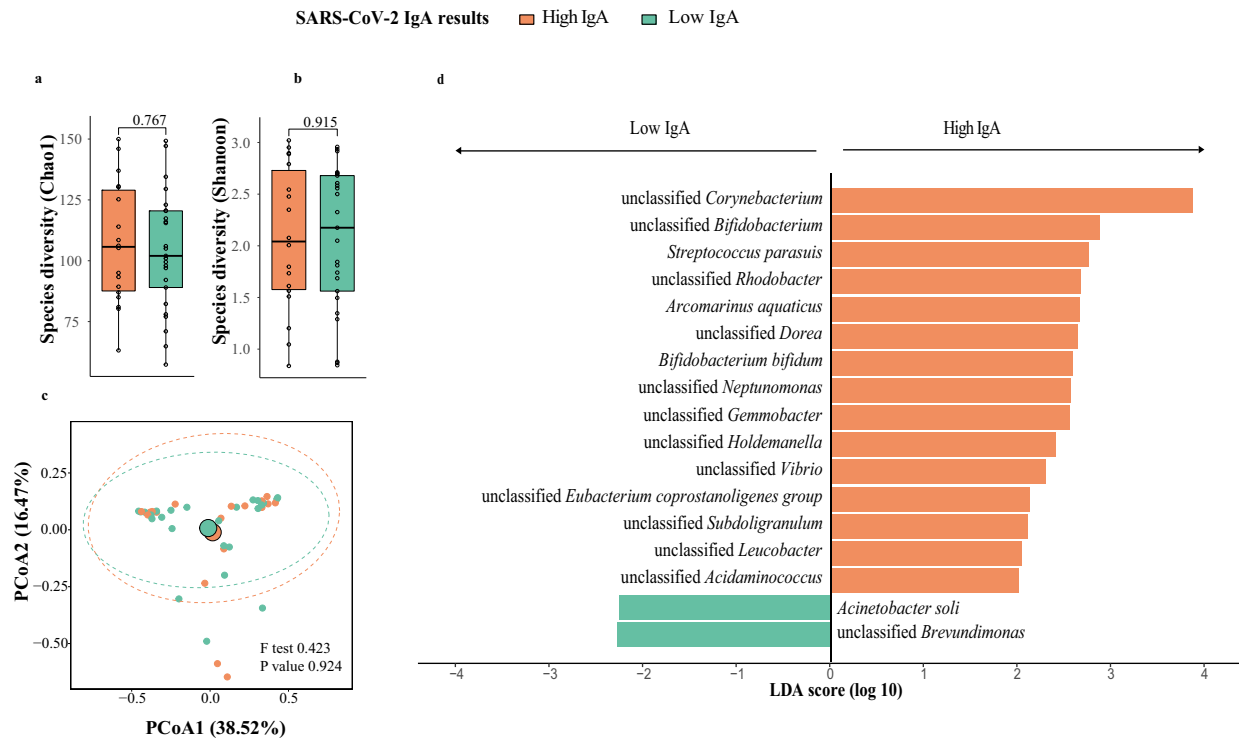 SARS-CoV-2 IgA results High IgA Low IgA
a
b
d
Species diversity (Chao1)
150
125
100
75
0.767
Species diversity (Shanoon)
3.0
2.5
2.0
1.5
1.0
0.915
c
PCoA2 (16.47%)
0.25
0.00
−0.25
−0.50
F test 0.423
P value 0.924
−0.5 0.0 0.5
PCoA1 (38.52%)
Low IgA High IgA
unclassified Corynebacterium
unclassified Bifidobacterium
Streptococcus parasuis
unclassified Rhodobacter
Arcomarinus aquaticus
unclassified Dorea
Bifidobacterium bifidum
unclassified Neptunomonas
unclassified Gemmobacter
unclassified Holdemanella
unclassified Vibrio
unclassified Eubacterium coprostanoligenes group
unclassified Subdoligranulum
unclassified Leucobacter
unclassified Acidaminococcus
Acinetobacter soli
unclassified Brevundimonas
−4 −3 −2 −1 0 1 2 3 4
LDA score (log 10)